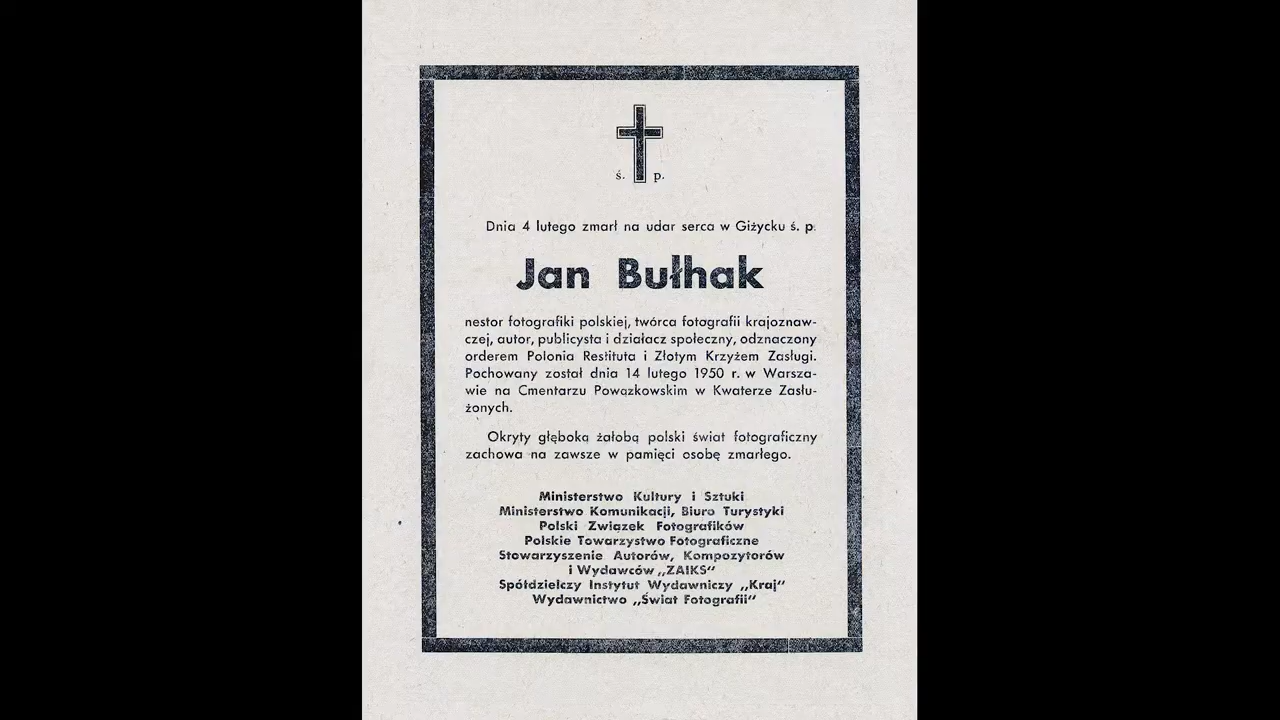 ś. p.
Dnia 4 lutego zmarł na udar serca w Giżycku ś. p.
Jan Bułhak
nestor fotografiki polskiej, twórca fotografii krajoznaw-
czej, autor, publicysta i działacz społeczny, odznaczony
orderem Polonia Restituta i Złotym Krzyżem Zasługi.
Pochowany został dnia 14 lutego 1950 r. w Warsza-
wie na Cmentarzu Powązkowskim w Kwaterze Zasłu-
żonych.
Okryty głęboką żałobą polski świat fotograficzny
zachowa na zawsze w pamięci osobę zmarłego.
Ministerstwo Kultury i Sztuki
Ministerstwo Komunikacji, Biuro Turystyki
Polski Związek Fotografików
Polskie Towarzystwo Fotograficzne
Stowarzyszenie Autorów, Kompozytorów
i Wydawców „ZAIKS”
Spółdzielczy Instytut Wydawniczy „Kraj”
Wydawnictwo „Świat Fotografii”